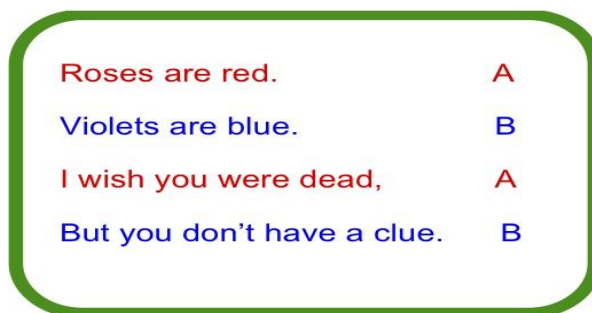 Roses are red. A
Violets are blue. B
I wish you were dead, A
But you don’t have a clue. B